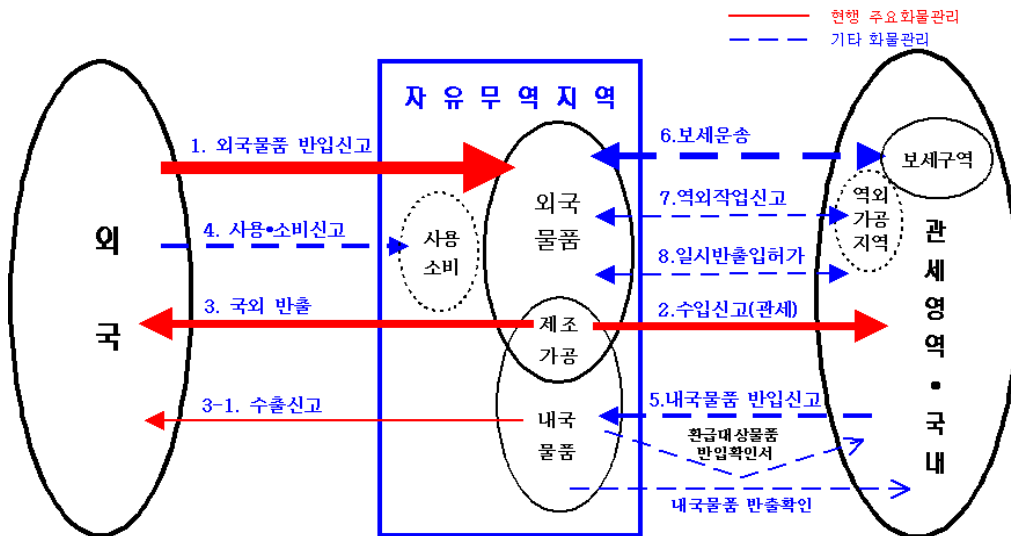 현행 주요화물관리
기타 화물관리
자 유 무 역 지 역
1. 외국물품 반입신고
6.보세운송
보세구역
외국
물품
7.역외작업신고
역외
가공
지역
4. 사용•소비신고
사용
소비
8.일시반출입허가
외
국
관
세
영
역
•
국
내
3. 국외 반출
제조
가공
2.수입신고(관세)
3-1. 수출신고
내국
물품
5.내국물품 반입신고
환급대상물품
반입확인서
내국물품 반출확인